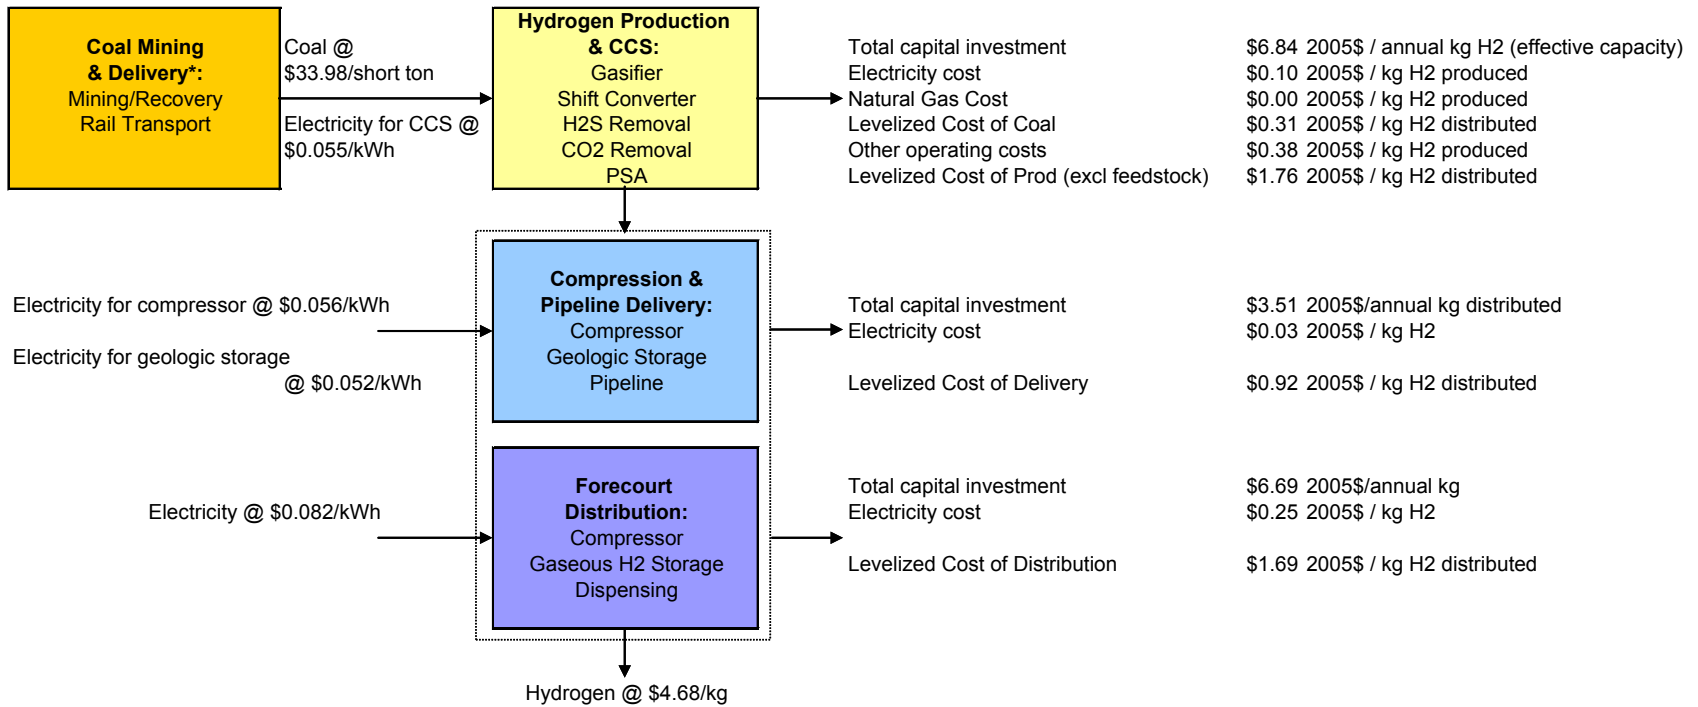 Coal Mining
& Delivery*:
Mining/Recovery
Rail Transport
Coal @
$33.98/short ton
Electricity for CCS @
$0.055/kWh
Hydrogen Production
& CCS:
Gasifier
Shift Converter
H2S Removal
CO2 Removal
PSA
Total capital investment $6.84 2005$ / annual kg H2 (effective capacity)
Electricity cost $0.10 2005$ / kg H2 produced
Natural Gas Cost $0.00 2005$ / kg H2 produced
Levelized Cost of Coal $0.31 2005$ / kg H2 distributed
Other operating costs $0.38 2005$ / kg H2 produced
Levelized Cost of Prod (excl feedstock) $1.76 2005$ / kg H2 distributed
Electricity for compressor @ $0.056/kWh
Electricity for geologic storage
@ $0.052/kWh
Compression &
Pipeline Delivery:
Compressor
Geologic Storage
Pipeline
Total capital investment $3.51 2005$/annual kg distributed
Electricity cost $0.03 2005$ / kg H2
Levelized Cost of Delivery $0.92 2005$ / kg H2 distributed
Electricity @ $0.082/kWh
Forecourt
Distribution:
Compressor
Gaseous H2 Storage
Dispensing
Total capital investment $6.69 2005$/annual kg
Electricity cost $0.25 2005$ / kg H2
Levelized Cost of Distribution $1.69 2005$ / kg H2 distributed
Hydrogen @ $4.68/kg